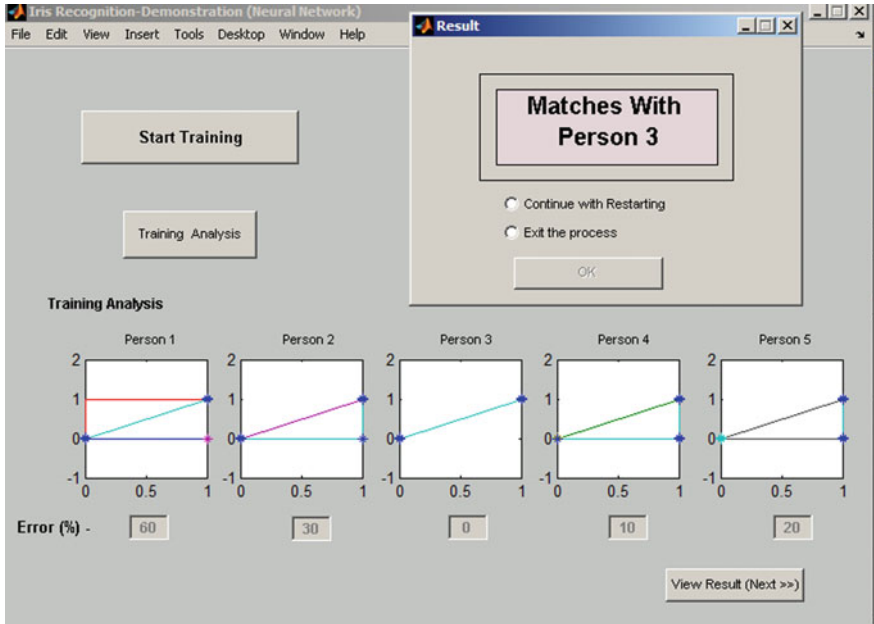 Iris Recognition-Demonstration (Neural Network)
File Edit View Insert Tools Desktop Window Help
Result
Matches With
Person 3
Continue with Restarting
Exit the process
OK
Start Training
Training Analysis
Training Analysis
Person 1 Person 2 Person 3 Person 4 Person 5
2 2 2 2 2
1 1 1 1 1
0 0 0 0 0
-1 -1 -1 -1 -1
0 0.5 1 0 0.5 1 0 0.5 1 0 0.5 1 0 0.5 1
Error (%) - 60 30 0 10 20
View Result (Next >>)